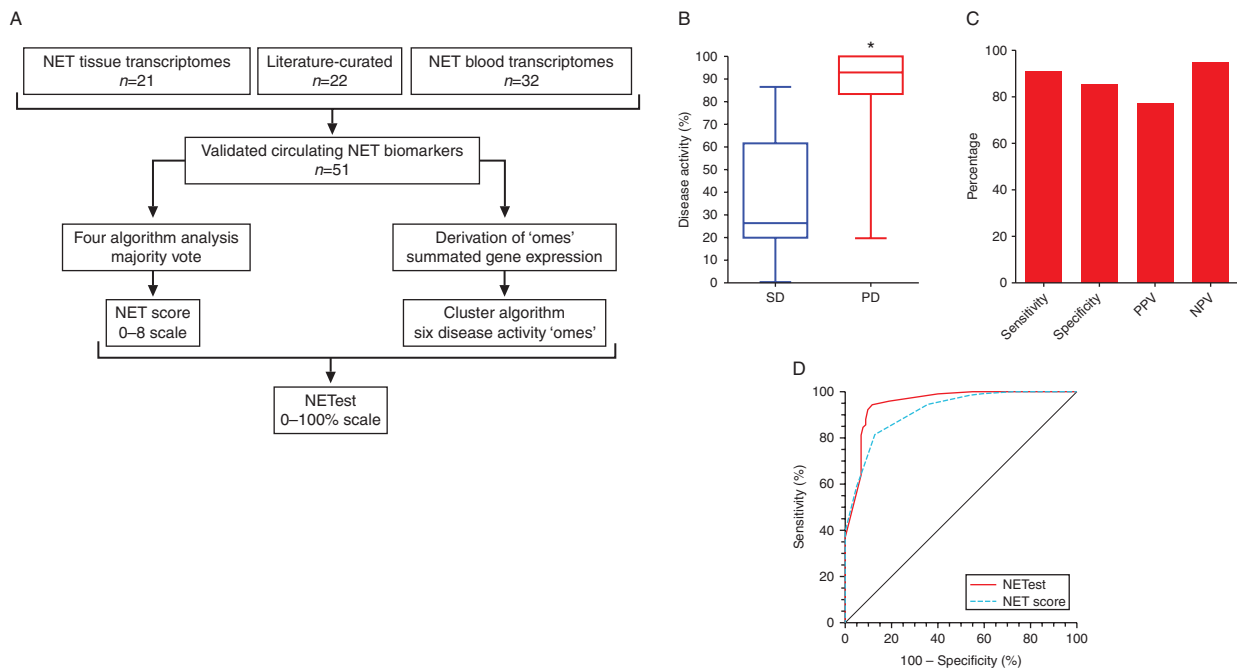 A
NET tissue transcriptomes
n=21
Literature-curated
n=22
NET blood transcriptomes
n=32
Validated circulating NET biomarkers
n=51
Four algorithm analysis
majority vote
Derivation of ‘omes’
summated gene expression
NET score
0–8 scale
Cluster algorithm
six disease activity ‘omes’
NETest
0–100% scale
B
Disease activity (%)
100
90
80
70
60
50
40
30
20
10
0
*
SD
PD
C
Percentage
100
80
60
40
20
0
Sensitivity
Specificity
PPV
NPV
D
Sensitivity (%)
100
80
60
40
20
0
NETest
NET score
0 20 40 60 80 100
100 – Specificity (%)